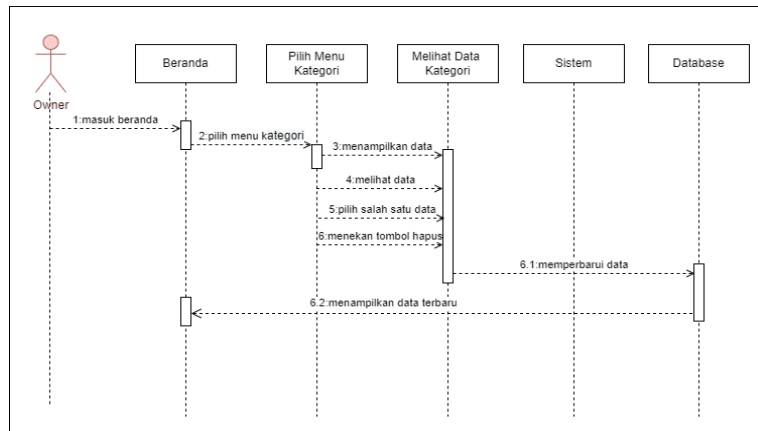 Beranda
Pilih Menu
Kategori
Melihat Data
Kategori
Sistem
Database
Owner
1:masuk beranda
2:pilih menu kategori
3:menampilkan data
4:melihat data
5:pilih salah satu data
6:menekan tombol hapus
6.1:memperbarui data
6.2:menampilkan data terbaru